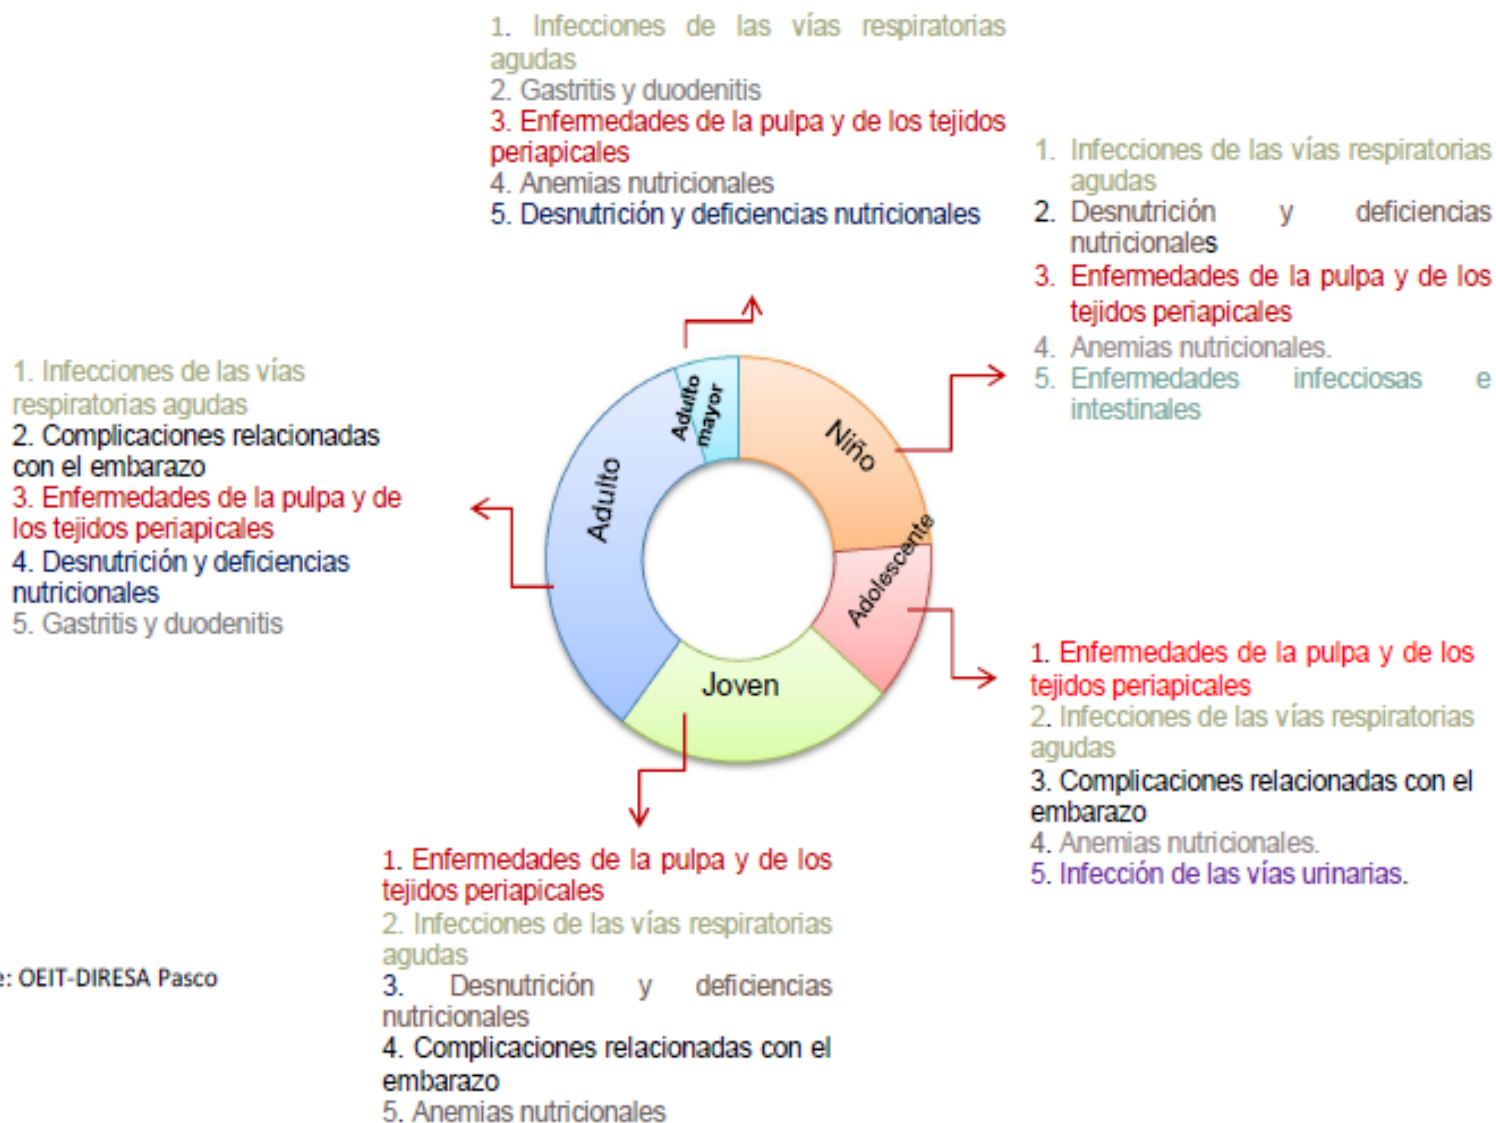 1. Infecciones de las vías respiratorias
agudas
2. Gastritis y duodenitis
3. Enfermedades de la pulpa y de los tejidos
periapicales
4. Anemias nutricionales
5. Desnutrición y deficiencias nutricionales
1. Infecciones de las vías respiratorias
agudas
2. Desnutrición y deficiencias
nutricionales
3. Enfermedades de la pulpa y de los
tejidos periapicales
4. Anemias nutricionales.
5. Enfermedades infecciosas e
intestinales
1. Infecciones de las vías
respiratorias agudas
2. Complicaciones relacionadas
con el embarazo
3. Enfermedades de la pulpa y de
los tejidos periapicales
4. Desnutrición y deficiencias
nutricionales
5. Gastritis y duodenitis
Adulto
mayor
Niño
Adulto
Adolescente
Joven
1. Enfermedades de la pulpa y de los
tejidos periapicales
2. Infecciones de las vías respiratorias
agudas
3. Complicaciones relacionadas con el
embarazo
4. Anemias nutricionales.
5. Infección de las vías urinarias.
1. Enfermedades de la pulpa y de los
tejidos periapicales
2. Infecciones de las vías respiratorias
agudas
3. Desnutrición y deficiencias
nutricionales
4. Complicaciones relacionadas con el
embarazo
5. Anemias nutricionales
e: OEIT-DIRESA Pasco